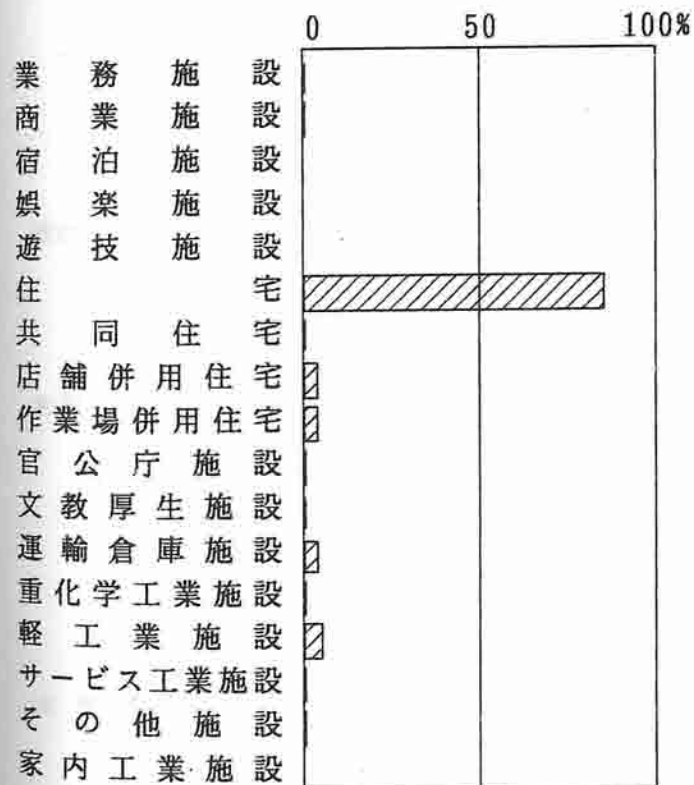 0 50 100%
業務施設
商業施設
宿泊施設
娯楽施設
遊技施設
住宅
共同住宅
店舗併用住宅
作業場併用住宅
官公庁施設
文教厚生施設
運輸倉庫施設
重化学工業施設
軽工業施設
サービス工業施設
その他施設
家内工業施設